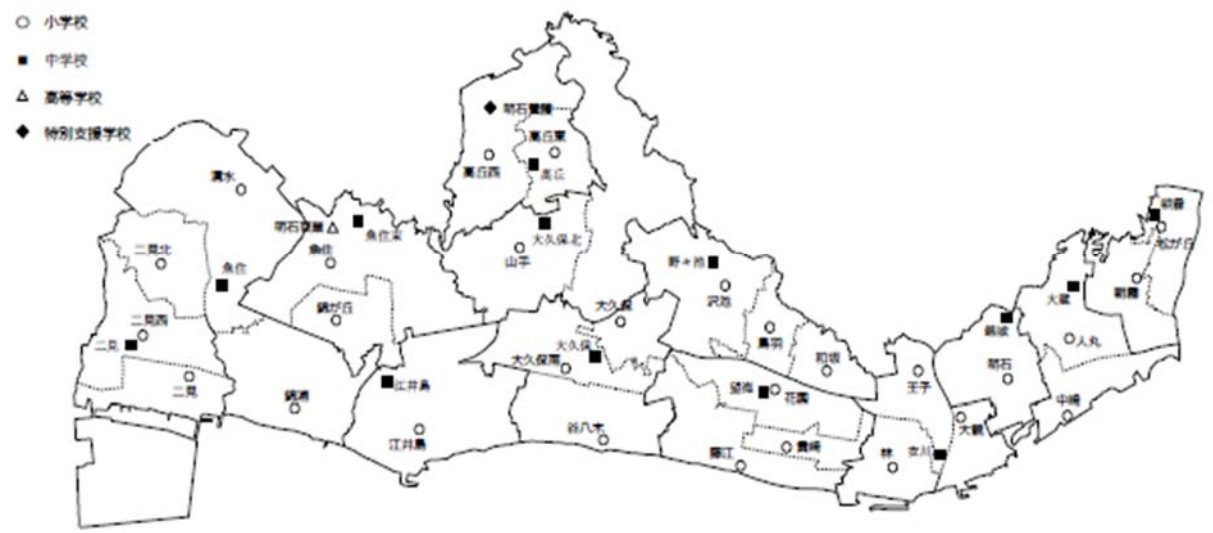 ○ 小学校
■ 中学校
△ 高等学校
◆ 特別支援学校
明石養護
高丘東
高丘西
高丘
清水
明石商業
魚住東
魚住
大久保北
山手
朝霧
松が丘
二見北
魚住
野々池
沢池
大蔵
朝霧
錦が丘
大久保
二見西
二見
大久保
大久保南
鳥羽
和坂
錦城
人丸
明石
二見
江井島
望海
花園
王子
錦浦
中崎
大観
江井島
谷八木
貴崎
藤江
林
衣川